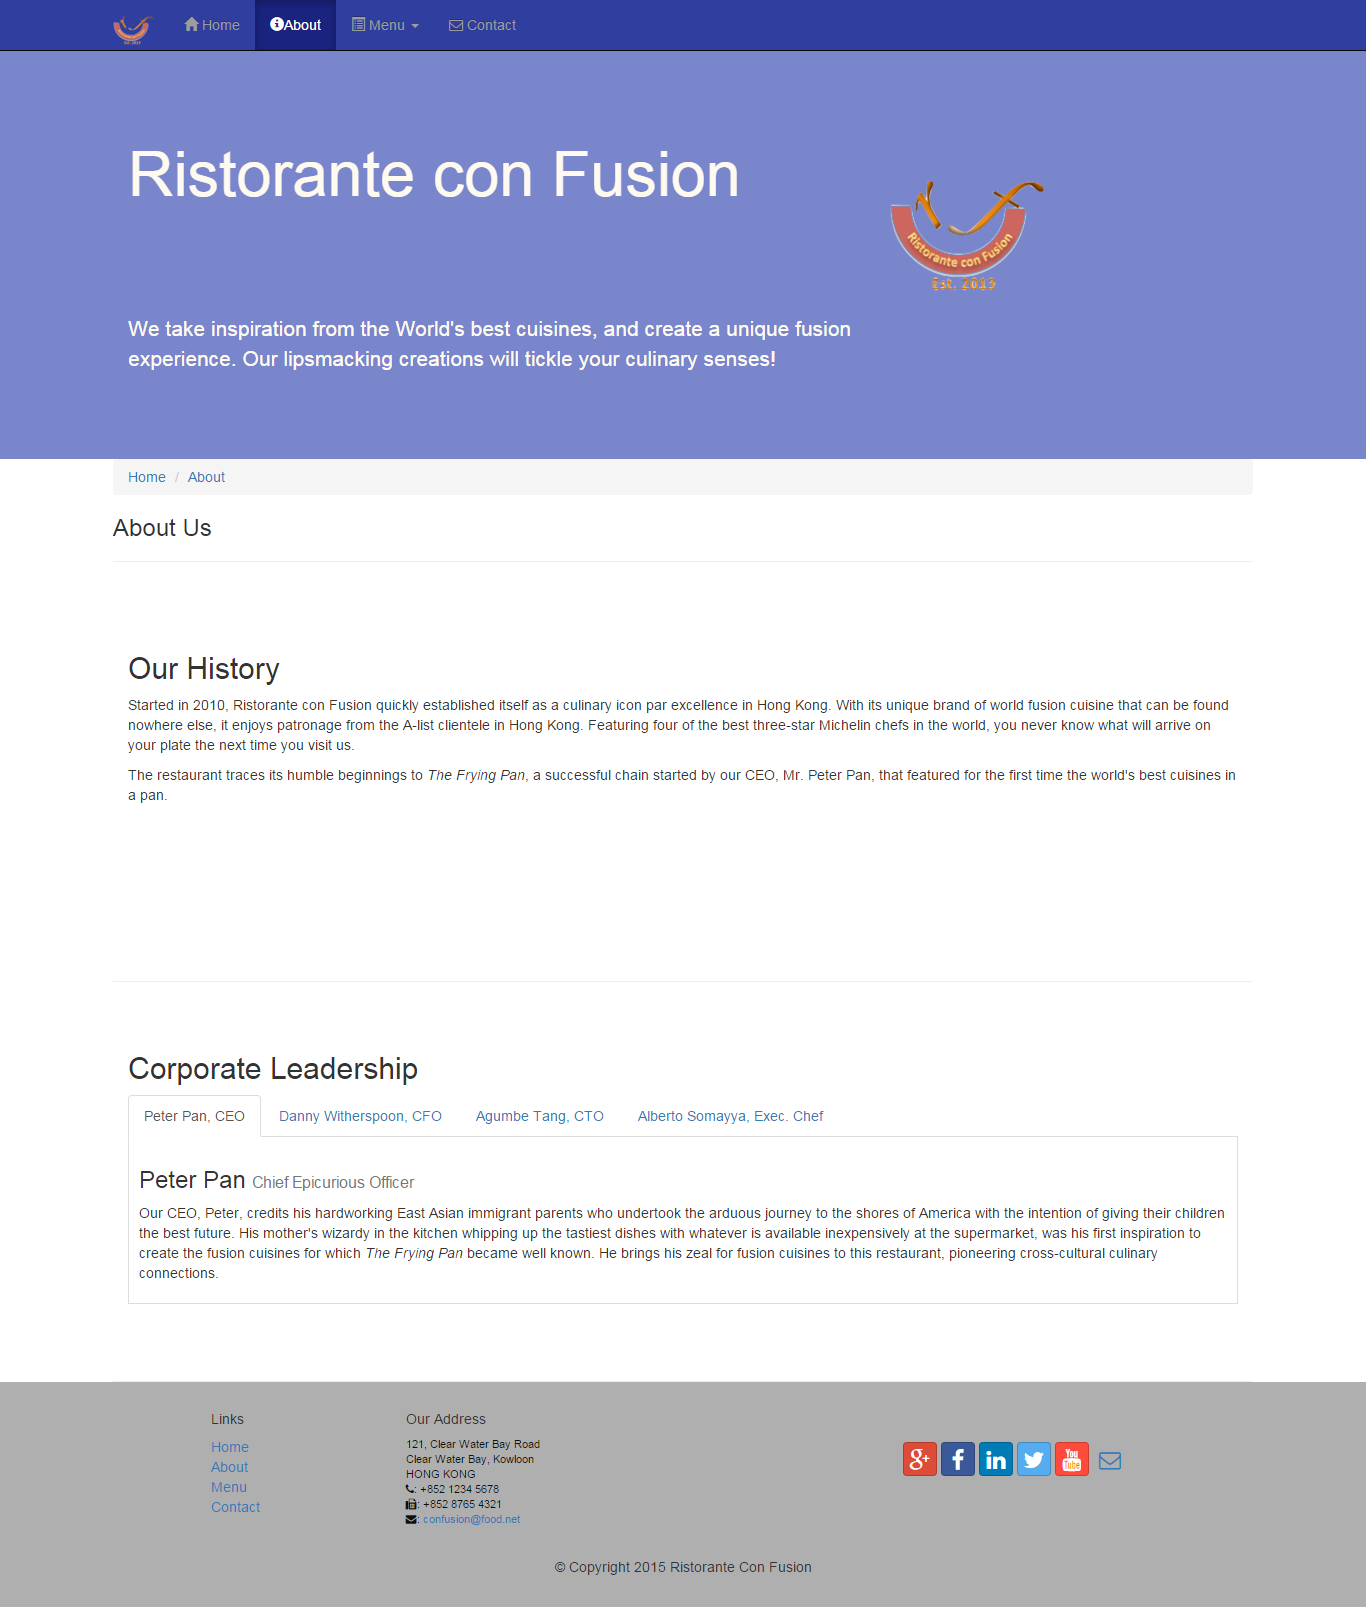 Home About Menu Contact
Ristorante con Fusion
Ristorante con Fusion
Est. 2013
We take inspiration from the World's best cuisines, and create a unique fusion
experience. Our lipsmacking creations will tickle your culinary senses!
Home / About
About Us
Our History
Started in 2010, Ristorante con Fusion quickly established itself as a culinary icon par excellence in Hong Kong. With its unique brand of world fusion cuisine that can be found
nowhere else, it enjoys patronage from the A-list clientele in Hong Kong. Featuring four of the best three-star Michelin chefs in the world, you never know what will arrive on
your plate the next time you visit us.
The restaurant traces its humble beginnings to The Frying Pan, a successful chain started by our CEO, Mr. Peter Pan, that featured for the first time the world's best cuisines in
a pan.
Corporate Leadership
Peter Pan, CEO Danny Witherspoon, CFO Agumbe Tang, CTO Alberto Somayya, Exec. Chef
Peter Pan Chief Epicurious Officer
Our CEO, Peter, credits his hardworking East Asian immigrant parents who undertook the arduous journey to the shores of America with the intention of giving their children
the best future. His mother's wizardy in the kitchen whipping up the tastiest dishes with whatever is available inexpensively at the supermarket, was his first inspiration to
create the fusion cuisines for which The Frying Pan became well known. He brings his zeal for fusion cuisines to this restaurant, pioneering cross-cultural culinary
connections.
Links
Home
About
Menu
Contact
Our Address
121, Clear Water Bay Road
Clear Water Bay, Kowloon
HONG KONG
: +852 1234 5678
: +852 8765 4321
: confusion@food.net
g+ f in You Tube
© Copyright 2015 Ristorante Con Fusion